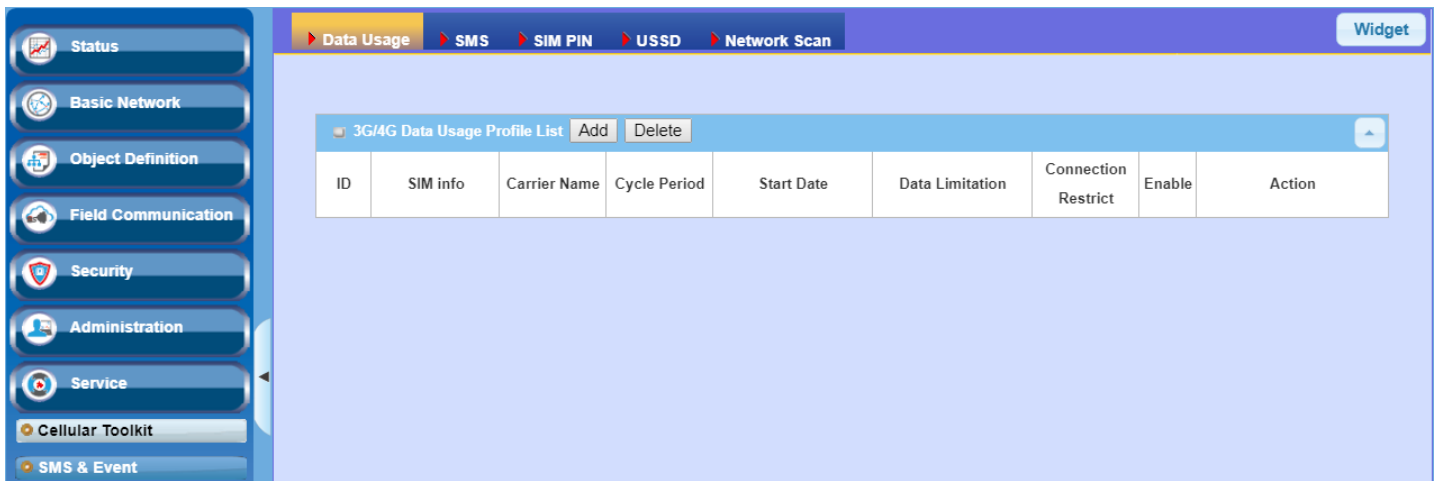 Status
Basic Network
Object Definition
Field Communication
Security
Administration
Service
Cellular Toolkit
SMS & Event
Data Usage SMS SIM PIN USSD Network Scan Widget
3G/4G Data Usage Profile List Add Delete
ID SIM info Carrier Name Cycle Period Start Date Data Limitation Connection Restrict Enable Action